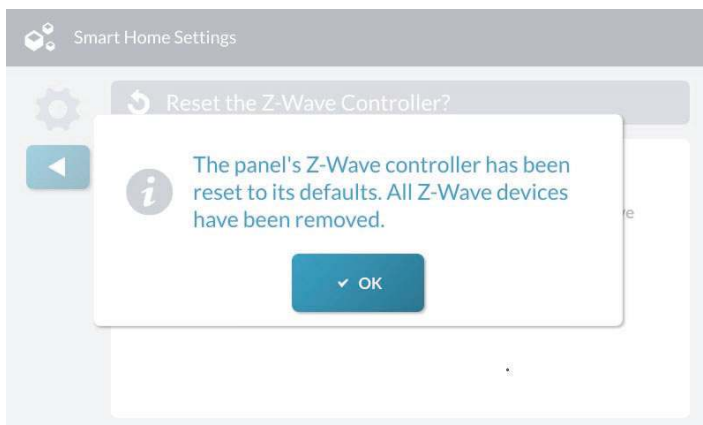 Smart Home Settings
Reset the Z-Wave Controller?
The panel's Z-Wave controller has been
reset to its defaults. All Z-Wave devices
have been removed.
OK